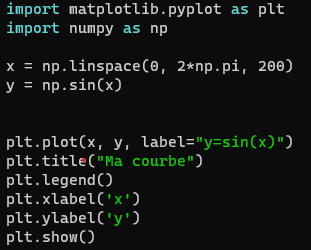 import matplotlib.pyplot as plt
import numpy as np
x = np.linspace(0, 2*np.pi, 200)
y = np.sin(x)
plt.plot(x, y, label="y=sin(x)")
plt.title("Ma courbe")
plt.legend()
plt.xlabel('x')
plt.ylabel('y')
plt.show()